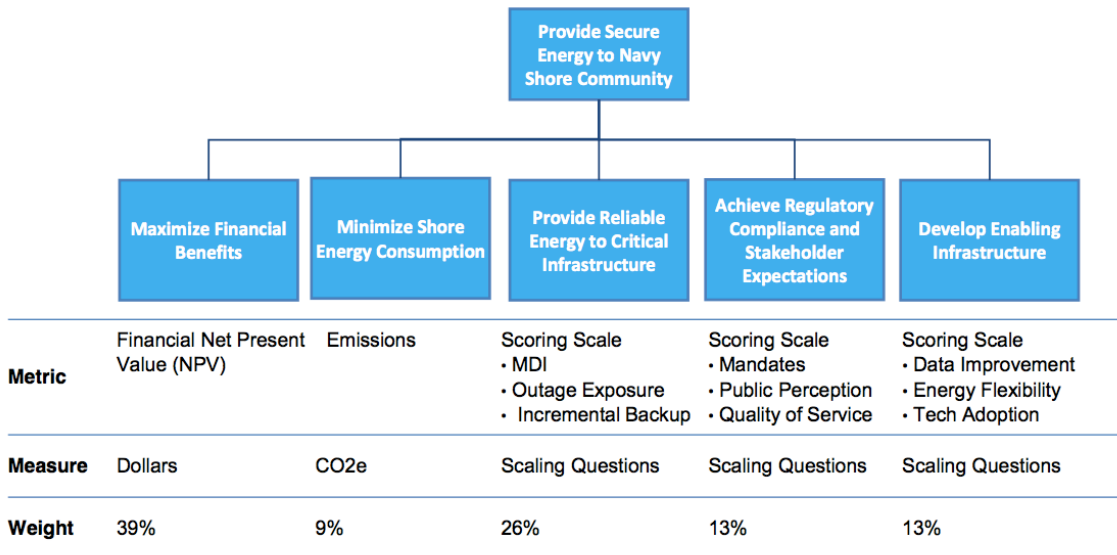 Provide Secure
Energy to Navy
Shore Community
Maximize Financial
Benefits
Minimize Shore
Energy Consumption
Provide Reliable
Energy to Critical
Infrastructure
Achieve Regulatory
Compliance and
Stakeholder
Expectations
Develop Enabling
Infrastructure
Metric
Financial Net Present
Value (NPV)
Emissions
Scoring Scale
• MDI
• Outage Exposure
• Incremental Backup
Scoring Scale
• Mandates
• Public Perception
• Quality of Service
Scoring Scale
• Data Improvement
• Energy Flexibility
• Tech Adoption
Measure
Dollars
CO2e
Scaling Questions
Scaling Questions
Scaling Questions
Weight
39%
9%
26%
13%
13%